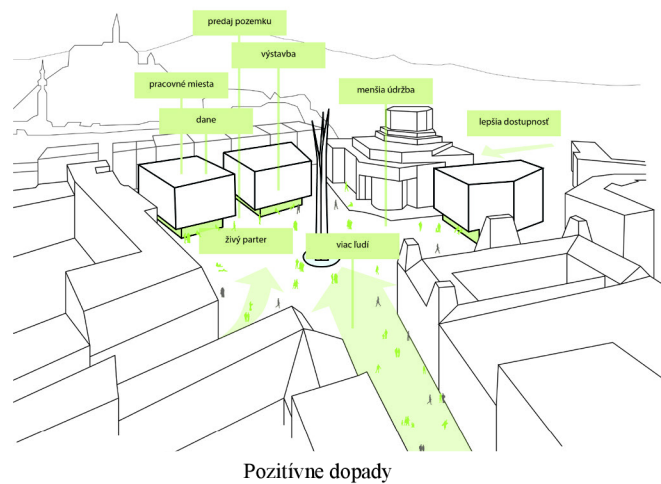 predaj pozemku
výstavba
pracovné miesta
menšia údržba
dane
lepšia dostupnosť
živý parter
viac ľudí
Pozitívne dopady